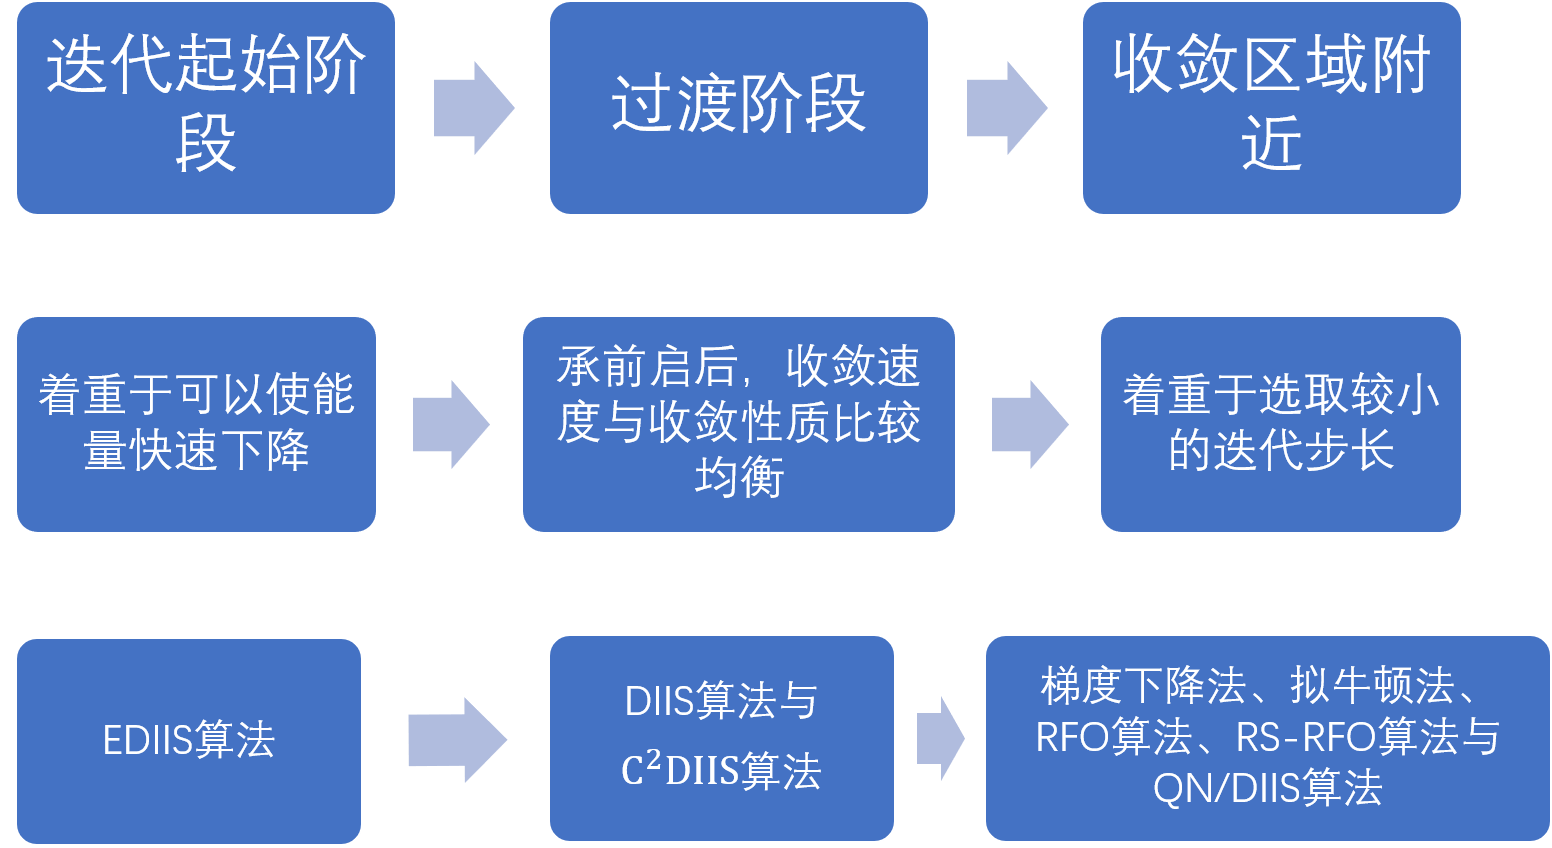 迭代起始阶
段
过渡阶段
收敛区域附
近
着重于可以使能
量快速下降
承前启后，收敛速
度与收敛性质比较
均衡
着重于选取较小
的迭代步长
EDIIS算法
DIIS算法与
C²DIIS算法
梯度下降法、拟牛顿法、
RFO算法、RS-RFO算法与
QN/DIIS算法